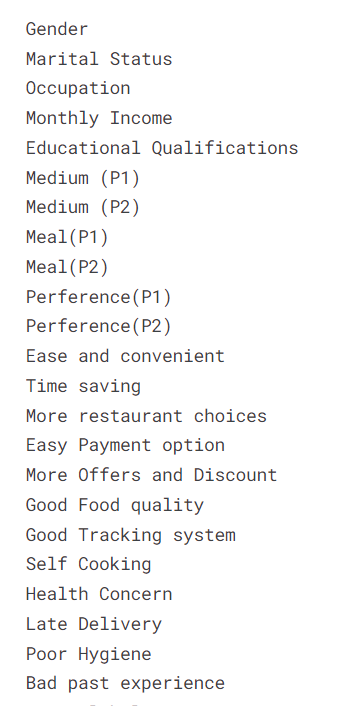 Gender
Marital Status
Occupation
Monthly Income
Educational Qualifications
Medium (P1)
Medium (P2)
Meal(P1)
Meal(P2)
Perference(P1)
Perference(P2)
Ease and convenient
Time saving
More restaurant choices
Easy Payment option
More Offers and Discount
Good Food quality
Good Tracking system
Self Cooking
Health Concern
Late Delivery
Poor Hygiene
Bad past experience